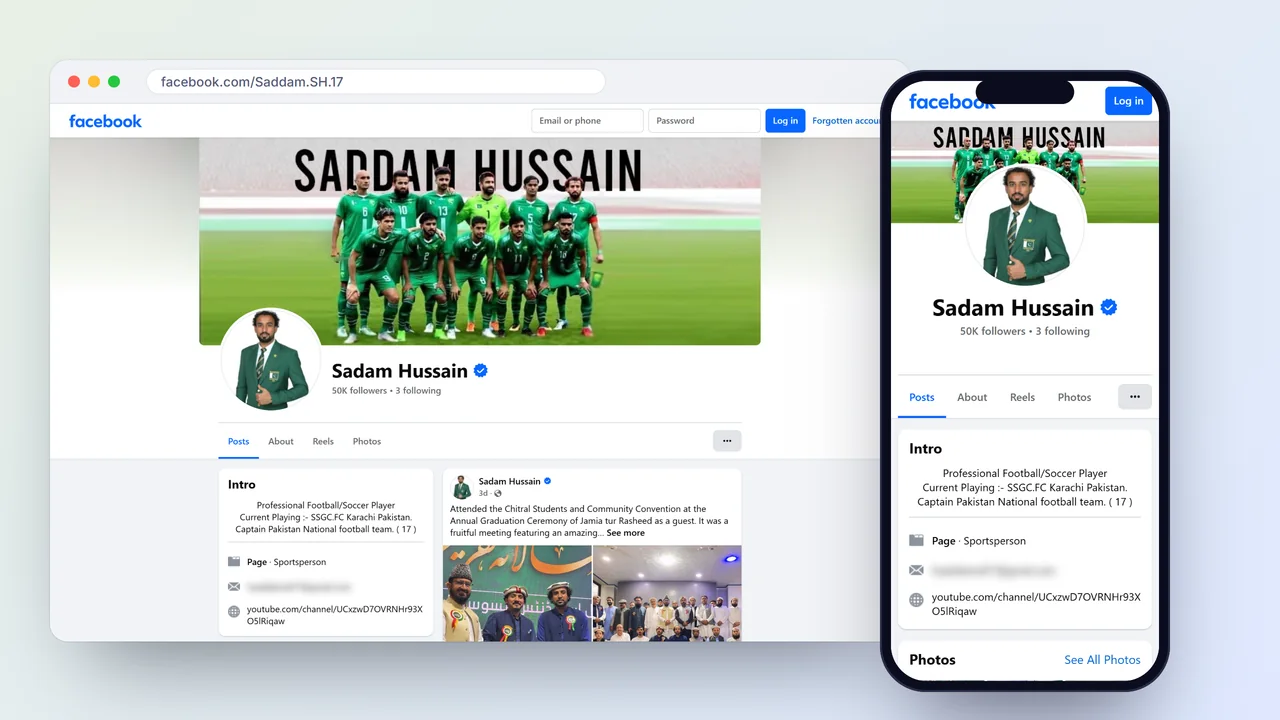 facebook.com/Saddam.SH.17
facebook
Email or phone
Password
Log in
Forgotten accou
SADDAM HUSSAIN
Sadam Hussain
50K followers • 3 following
Posts
About
Reels
Photos
Intro
Professional Football/Soccer Player
Current Playing :- SSGC.FC Karachi Pakistan.
Captain Pakistan National football team. ( 17 )
Page · Sportsperson
youtube.com/channel/UCxzwD7OVRNHr93X
O5lRiqaw
Sadam Hussain
3d ·
Attended the Chitral Students and Community Convention at the
Annual Graduation Ceremony of Jamia tur Rasheed as a guest. It was a
fruitful meeting featuring an amazing... See more
facebook
Log in
SADDAM HUSSAIN
Sadam Hussain
50K followers • 3 following
Posts
About
Reels
Photos
Intro
Professional Football/Soccer Player
Current Playing :- SSGC.FC Karachi Pakistan.
Captain Pakistan National football team. ( 17 )
Page · Sportsperson
youtube.com/channel/UCxzwD7OVRNHr93X
O5lRiqaw
Photos
See All Photos